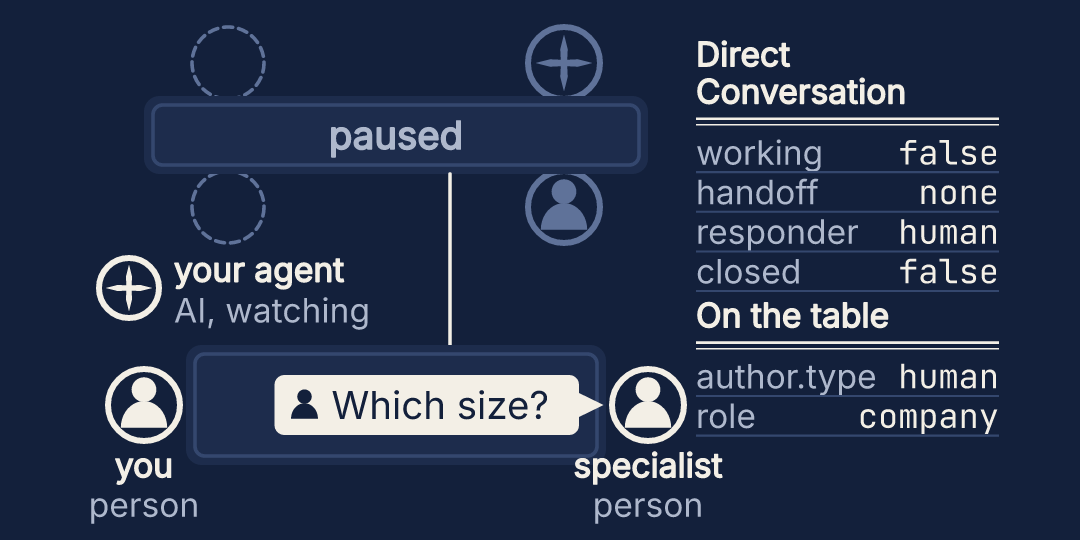 paused
your agent
AI, watching
Which size?
you
person
specialist
person
Direct
Conversation
working false
handoff none
responder human
closed false
On the table
author.type human
role company